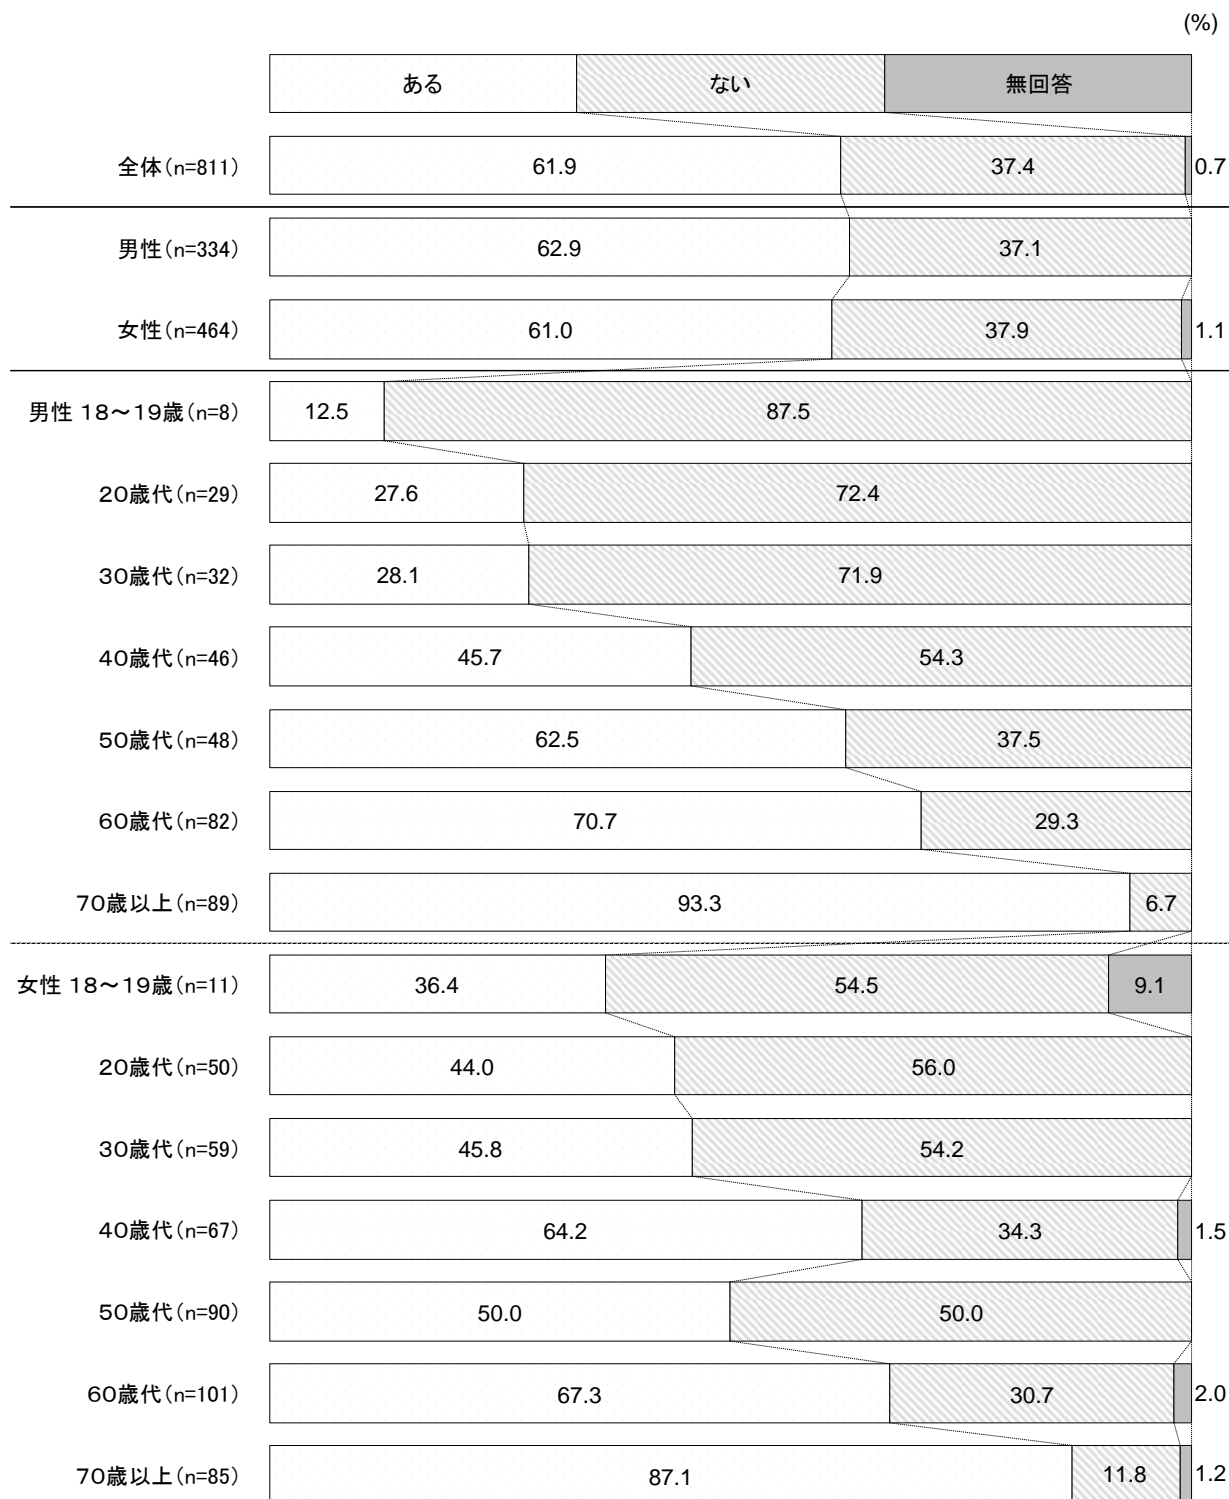 (%)
ある ない 無回答
全体(n=811) 61.9 37.4 0.7
男性(n=334) 62.9 37.1
女性(n=464) 61.0 37.9 1.1
男性 18~19歳(n=8) 12.5 87.5
20歳代(n=29) 27.6 72.4
30歳代(n=32) 28.1 71.9
40歳代(n=46) 45.7 54.3
50歳代(n=48) 62.5 37.5
60歳代(n=82) 70.7 29.3
70歳以上(n=89) 93.3 6.7
女性 18~19歳(n=11) 36.4 54.5 9.1
20歳代(n=50) 44.0 56.0
30歳代(n=59) 45.8 54.2
40歳代(n=67) 64.2 34.3 1.5
50歳代(n=90) 50.0 50.0
60歳代(n=101) 67.3 30.7 2.0
70歳以上(n=85) 87.1 11.8 1.2